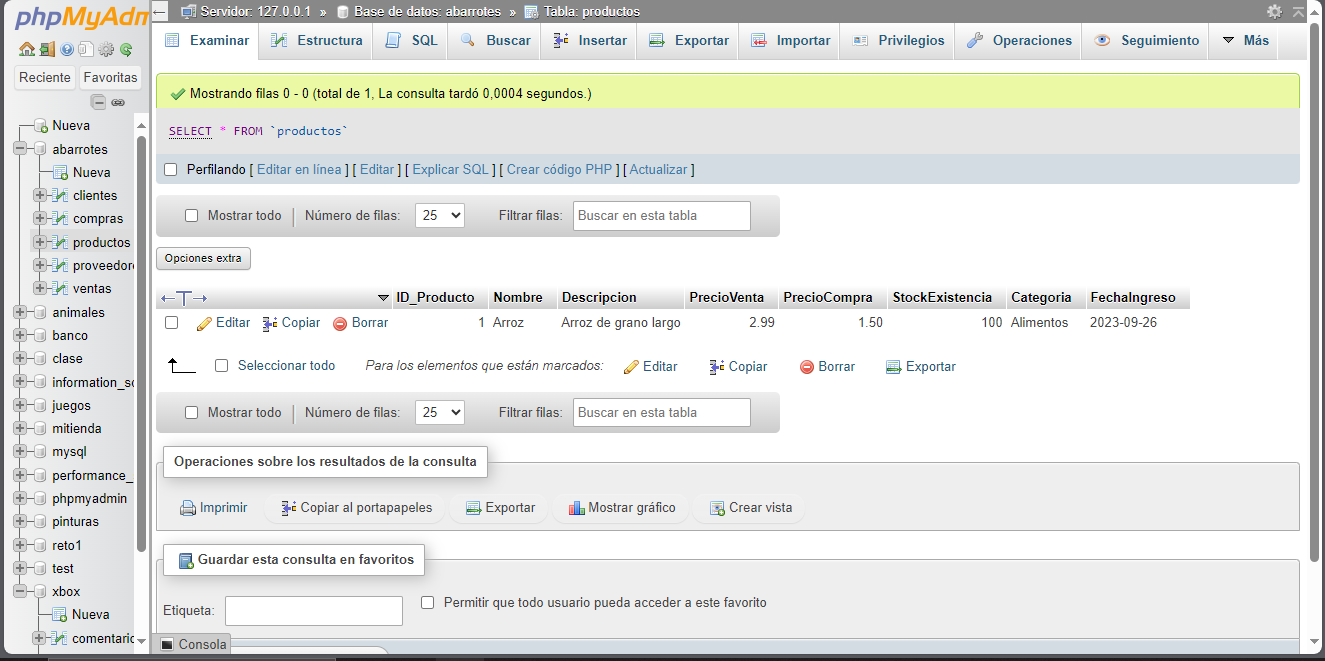 phpMyAdm
Servidor: 127.0.0.1 » Base de datos: abarrotes » Tabla: productos
Examinar Estructura SQL Buscar Insertar Exportar Importar Privilegios Operaciones Seguimiento Más
Reciente Favoritas
Nueva
abarrotes
Nueva
clientes
compras
productos
proveedore
ventas
animales
banco
clase
information_sc
juegos
mitienda
mysql
performance_
phpmyadmin
pinturas
reto1
test
xbox
Nueva
comentario
Mostrando filas 0 - 0 (total de 1, La consulta tardó 0,0004 segundos.)
SELECT * FROM `productos`
Perfilando [ Editar en línea ] [ Editar ] [ Explicar SQL ] [ Crear código PHP ] [ Actualizar ]
Mostrar todo Número de filas: 25 Filtrar filas: Buscar en esta tabla
Opciones extra
←T→ ID_Producto Nombre Descripcion PrecioVenta PrecioCompra StockExistencia Categoria FechaIngreso
Editar Copiar Borrar 1 Arroz Arroz de grano largo 2.99 1.50 100 Alimentos 2023-09-26
Seleccionar todo Para los elementos que están marcados: Editar Copiar Borrar Exportar
Mostrar todo Número de filas: 25 Filtrar filas: Buscar en esta tabla
Operaciones sobre los resultados de la consulta
Imprimir Copiar al portapapeles Exportar Mostrar gráfico Crear vista
Guardar esta consulta en favoritos
Etiqueta: Permitir que todo usuario pueda acceder a este favorito
Consola